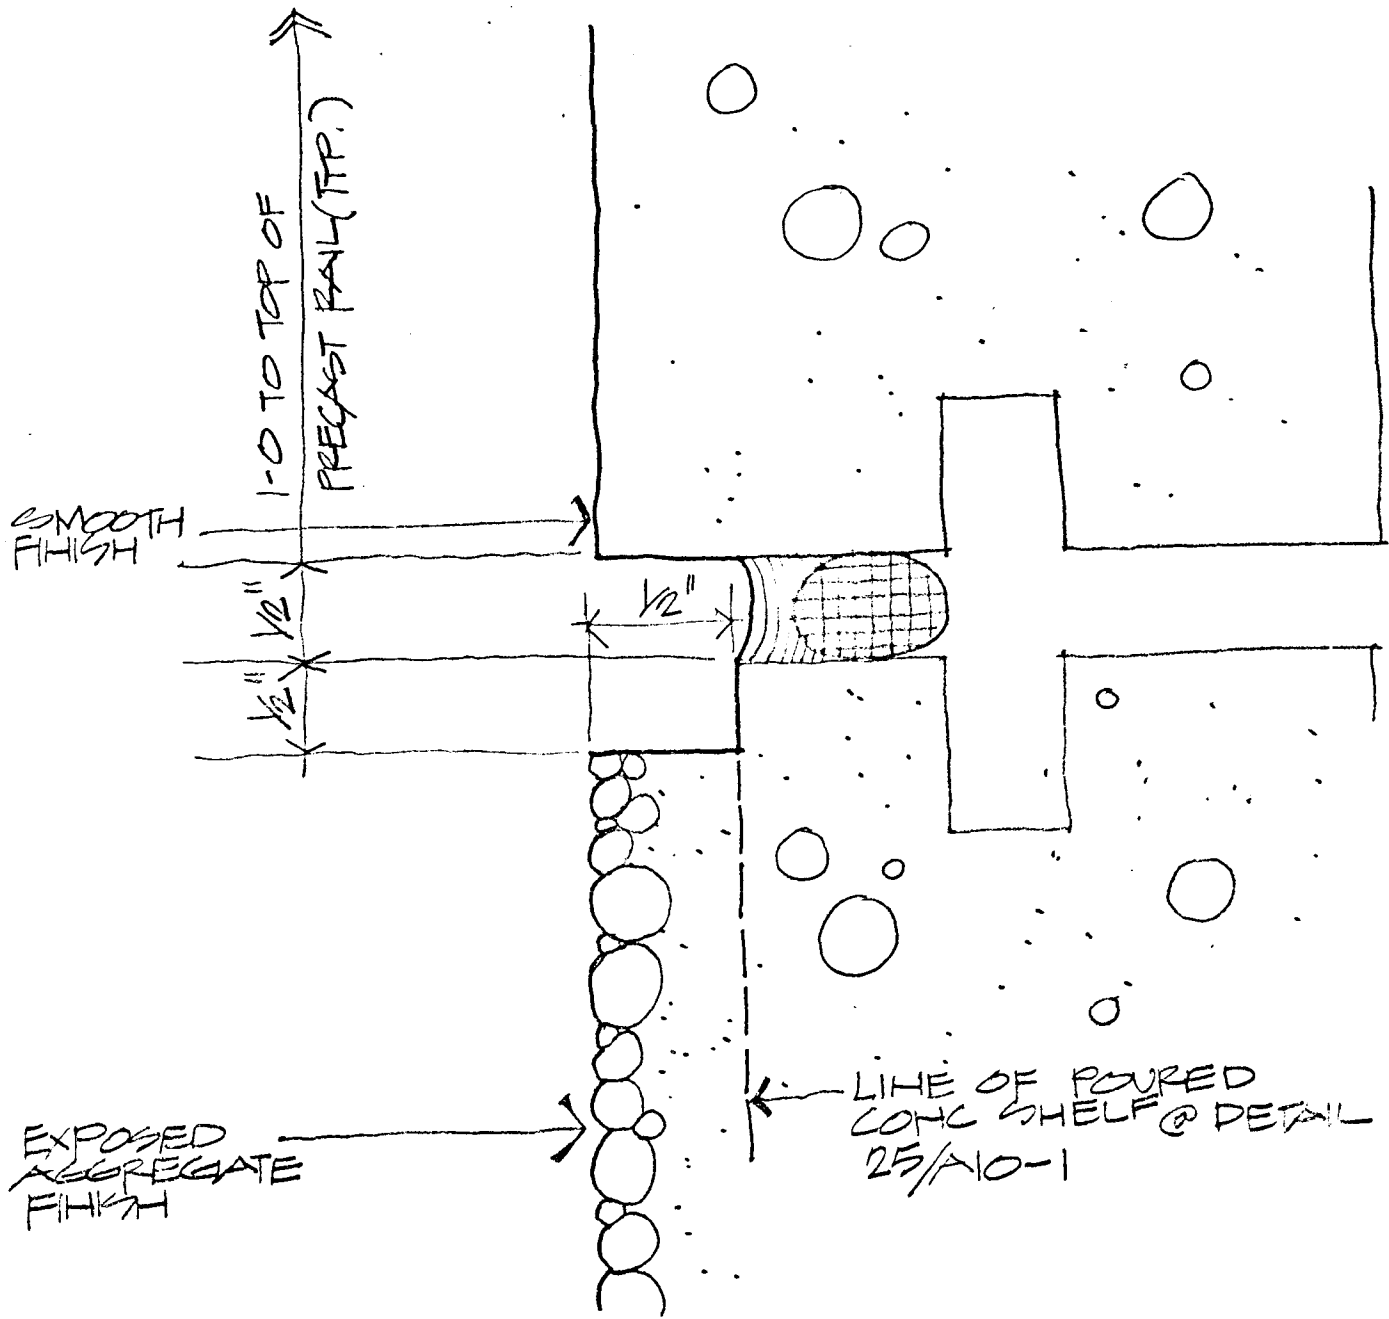 1-0 TO TOP OF
PRECAST RAIL (TYP.)
SMOOTH
FINISH
1/2"
1/2"
1/2"
EXPOSED
AGGREGATE
FINISH
LINE OF POURED
CONC SHELF @ DETAIL
25/A10-1